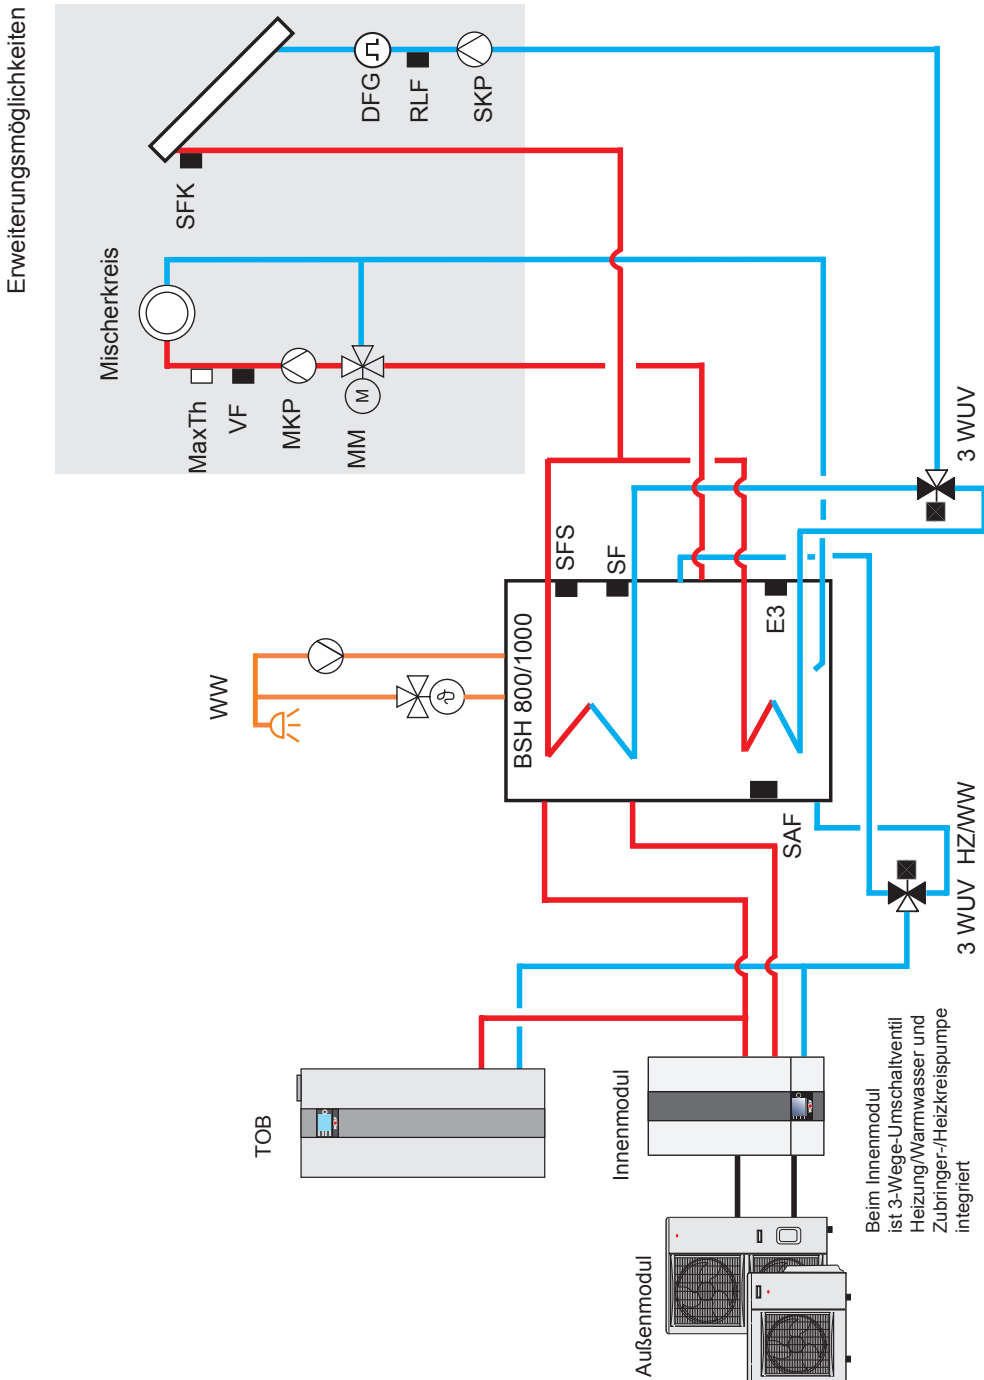 Erweiterungsmöglichkeiten
DFG
RLF
SKP
SFK
Mischerkreis
MaxTh
VF
MKP
MM
M
3 WUV
SFS
SF
E3
WW
BSH 800/1000
SAF
3 WUV HZ/WW
TOB
Innenmodul
Außenmodul
Beim Innenmodul
ist 3-Wege-Umschaltventil
Heizung/Warmwasser und
Zubringer-/Heizkreispumpe
integriert